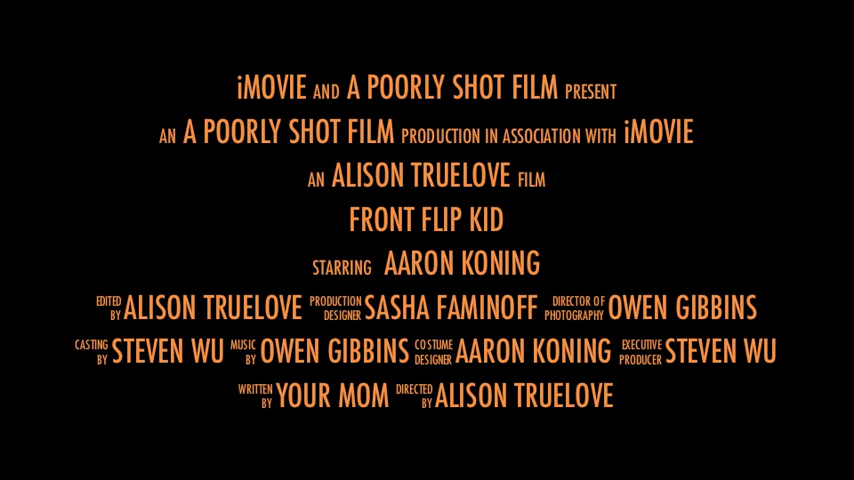 iMOVIE AND A POORLY SHOT FILM PRESENT
AN A POORLY SHOT FILM PRODUCTION IN ASSOCIATION WITH iMOVIE
AN ALISON TRUELOVE FILM
FRONT FLIP KID
STARRING AARON KONING
EDITED BY ALISON TRUELOVE PRODUCTION DESIGNER SASHA FAMINOFF DIRECTOR OF PHOTOGRAPHY OWEN GIBBINS
CASTING BY STEVEN WU MUSIC BY OWEN GIBBINS COSTUME DESIGNER AARON KONING EXECUTIVE PRODUCER STEVEN WU
WRITTEN BY YOUR MOM DIRECTED BY ALISON TRUELOVE